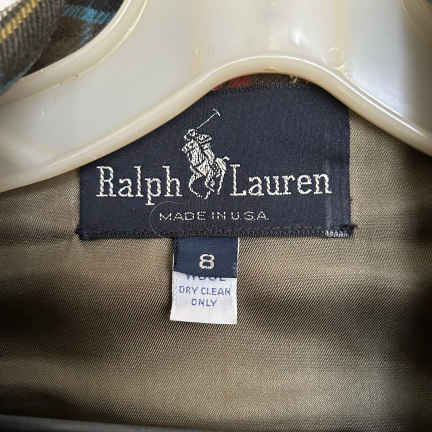 Ralph Lauren
MADE IN U.S.A.
8
WOOL
DRY CLEAN
ONLY